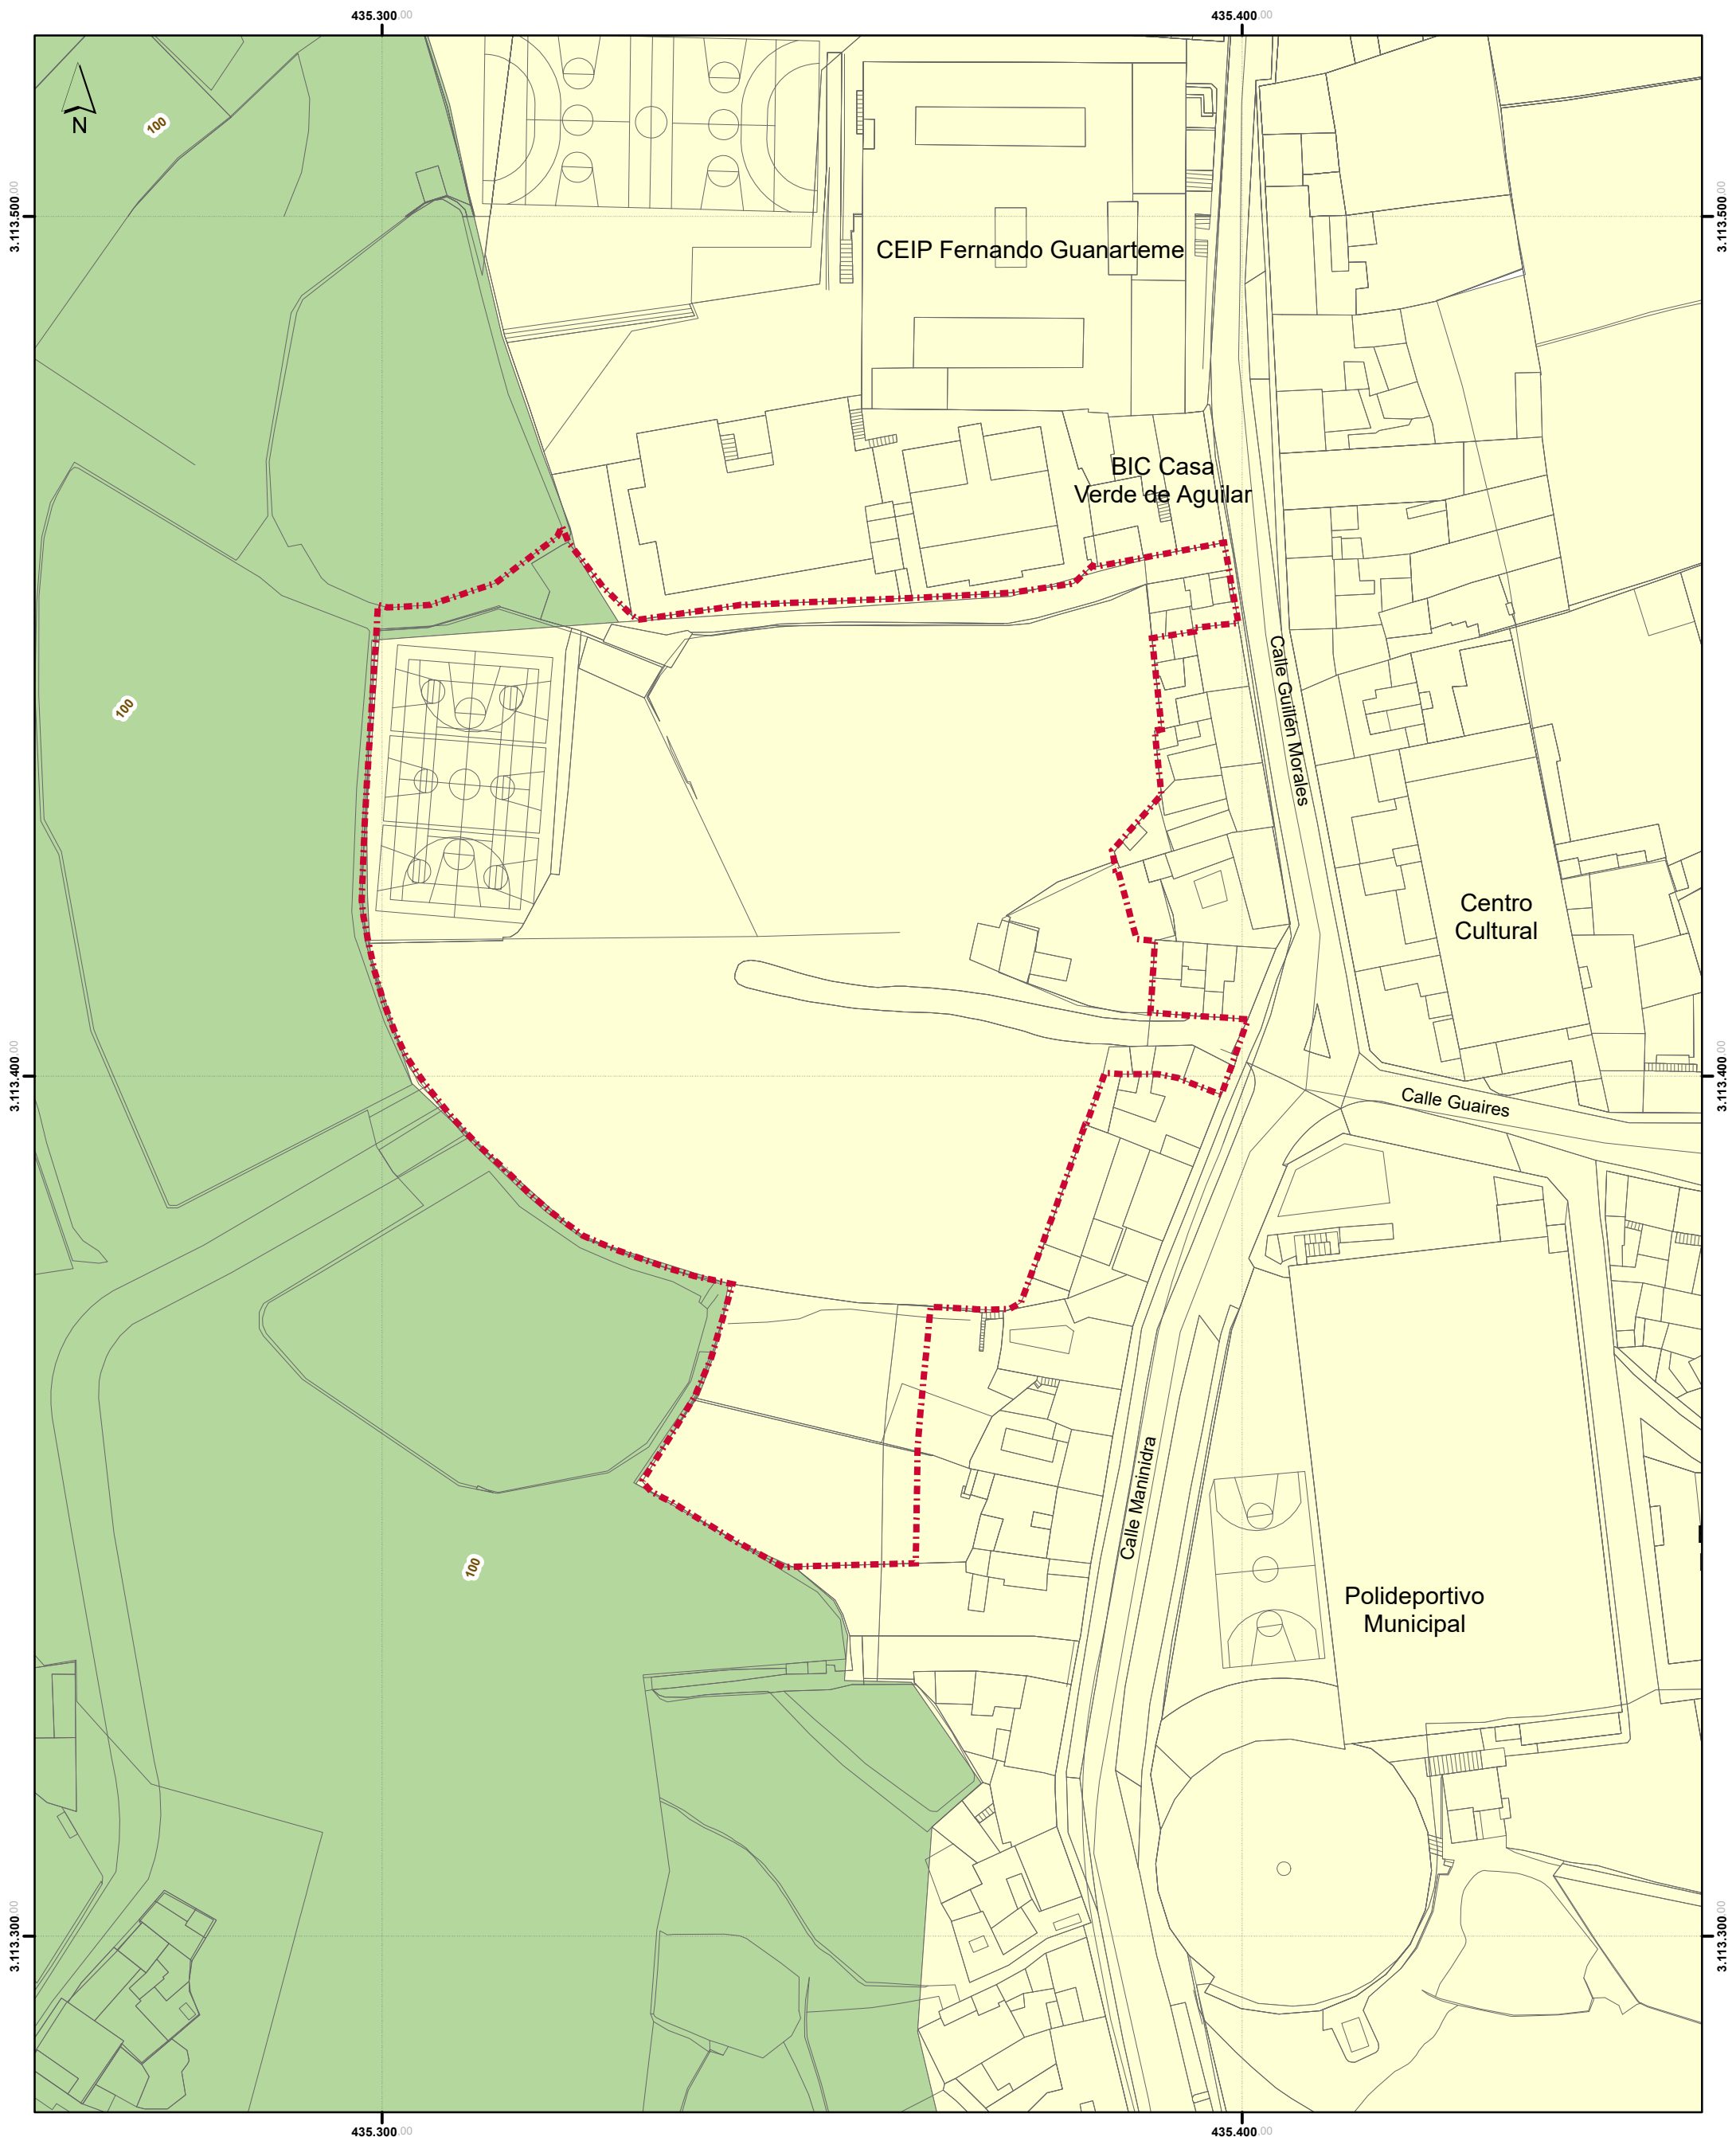 435.300.00
435.400.00
N
100
3.113.500.00
3.113.500.00
CEIP Fernando Guanarteme
BIC Casa
Verde de Aguilar
100
Calle Guillén Morales
Centro
Cultural
3.113.400.00
3.113.400.00
Calle Guaires
Calle Maninidra
100
Polideportivo
Municipal
3.113.300.00
3.113.300.00
435.300.00
435.400.00